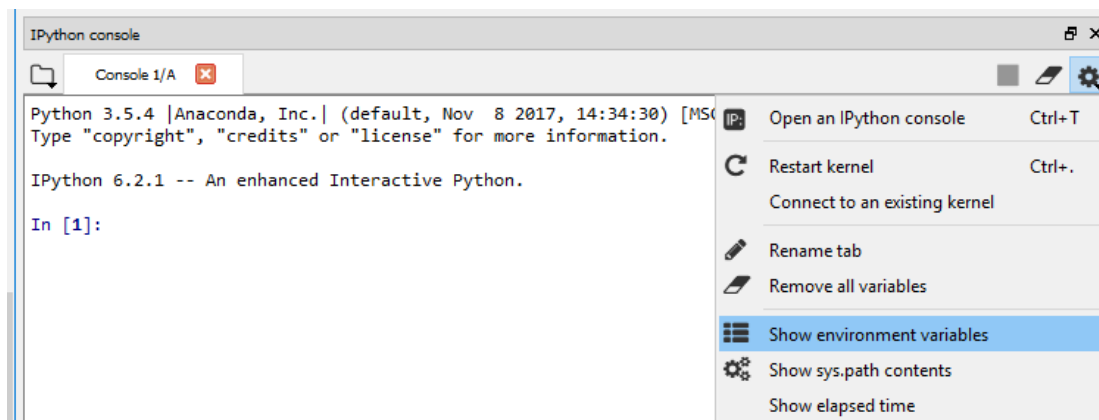 IPython console
Console 1/A
Python 3.5.4 |Anaconda, Inc.| (default, Nov  8 2017, 14:34:30) [MSC
Type "copyright", "credits" or "license" for more information.
IPython 6.2.1 -- An enhanced Interactive Python.
In [1]:
IP: Open an IPython console Ctrl+T
Restart kernel Ctrl+.
Connect to an existing kernel
Rename tab
Remove all variables
Show environment variables
Show sys.path contents
Show elapsed time